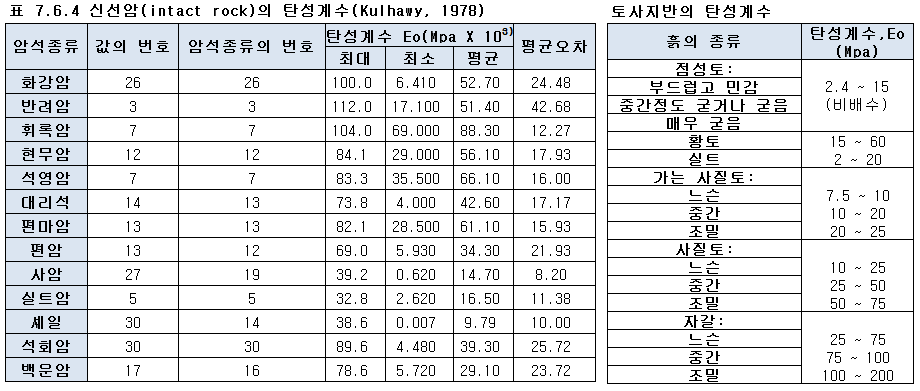 표 7.6.4 신선암(intact rock)의 탄성계수(Kulhawy, 1978)
암석종류 값의 번호 암석종류의 번호 탄성계수 Eo(Mpa X 10³) 평균오차
최대 최소 평균
화강암 26 26 100.0 6.410 52.70 24.48
반려암 3 3 112.0 17.100 51.40 42.68
휘록암 7 7 104.0 69.000 88.30 12.27
현무암 12 12 84.1 29.000 56.10 17.93
석영암 7 7 83.3 35.500 66.10 16.00
대리석 14 13 73.8 4.000 42.60 17.17
편마암 13 13 82.1 28.500 61.10 15.93
편암 13 12 69.0 5.930 34.30 21.93
사암 27 19 39.2 0.620 14.70 8.20
실트암 5 5 32.8 2.620 16.50 11.38
세일 30 14 38.6 0.007 9.79 10.00
석회암 30 30 89.6 4.480 39.30 25.72
백문암 17 16 78.6 5.720 29.10 23.72
토사지반의 탄성계수
흙의 종류 탄성계수,Eo
(Mpa)
점성토:
부드럽고 민감 2.4 ~ 15
중간정도 굳거나 굳음 (비배수)
매우 굳음
황토 15 ~ 60
실트 2 ~ 20
가는 사질토:
느슨 7.5 ~ 10
중간 10 ~ 20
조밀 20 ~ 25
사질토:
느슨 10 ~ 25
중간 25 ~ 50
조밀 50 ~ 75
자갈:
느슨 25 ~ 75
중간 75 ~ 100
조밀 100 ~ 200